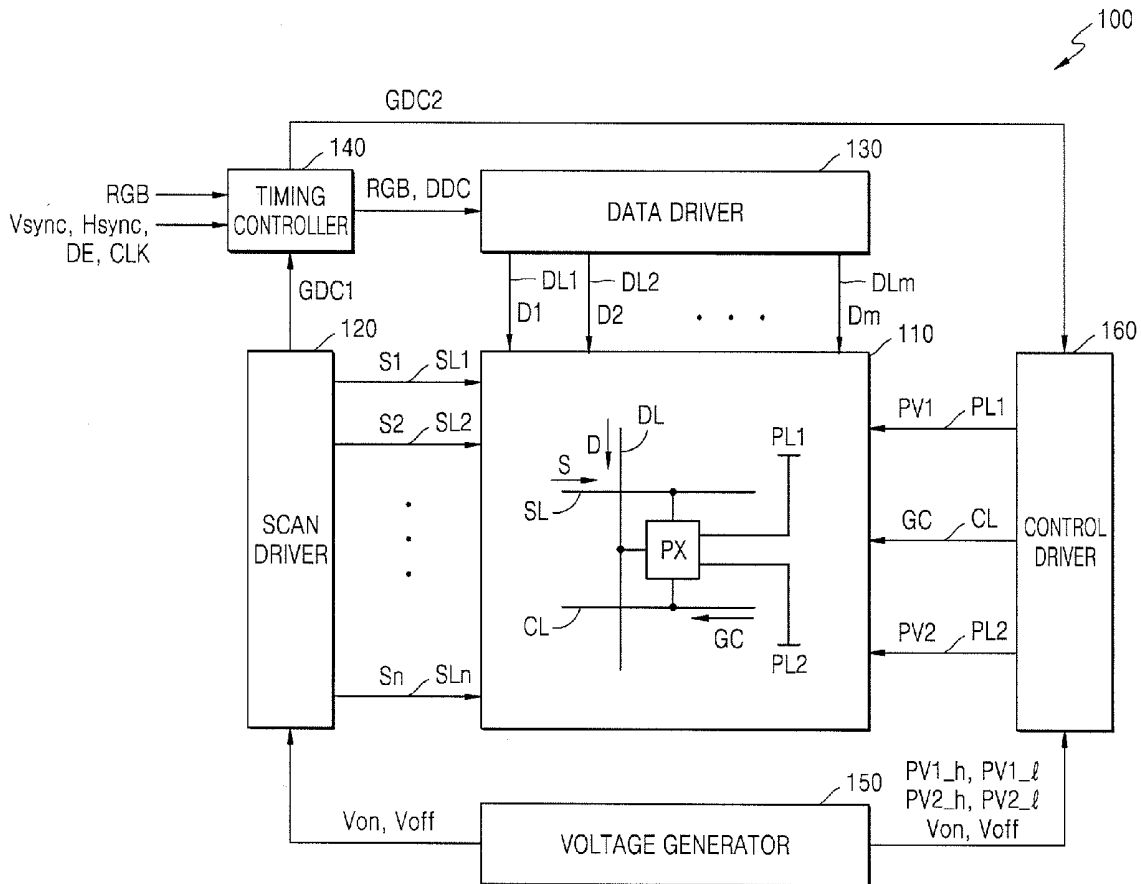 100
GDC2
140
130
RGB
TIMING
CONTROLLER
RGB, DDC
DATA DRIVER
Vsync, Hsync,
DE, CLK
GDC1
DL1
DL2
DLm
D1
D2
. . .
Dm
120
110
160
S1
SL1
S2
SL2
SCAN
DRIVER
Sn
SLn
D
DL
S
SL
PX
CL
GC
PL1
PL2
PV1
PL1
GC
CL
PV2
PL2
CONTROL
DRIVER
150
Von, Voff
VOLTAGE GENERATOR
PV1_h, PV1_ℓ
PV2_h, PV2_ℓ
Von, Voff